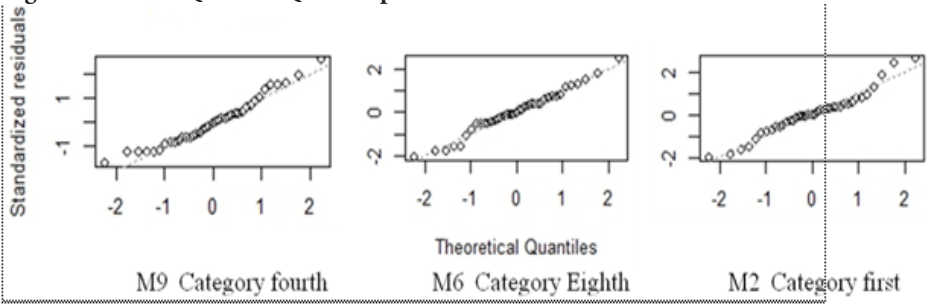 Standardized residuals
1
-1
-2 -1 0 1 2
2
0
-2
-2 -1 0 1 2
2
0
-2
-2 -1 0 1 2
Theoretical Quantiles
M9 Category fourth
M6 Category Eighth
M2 Category first